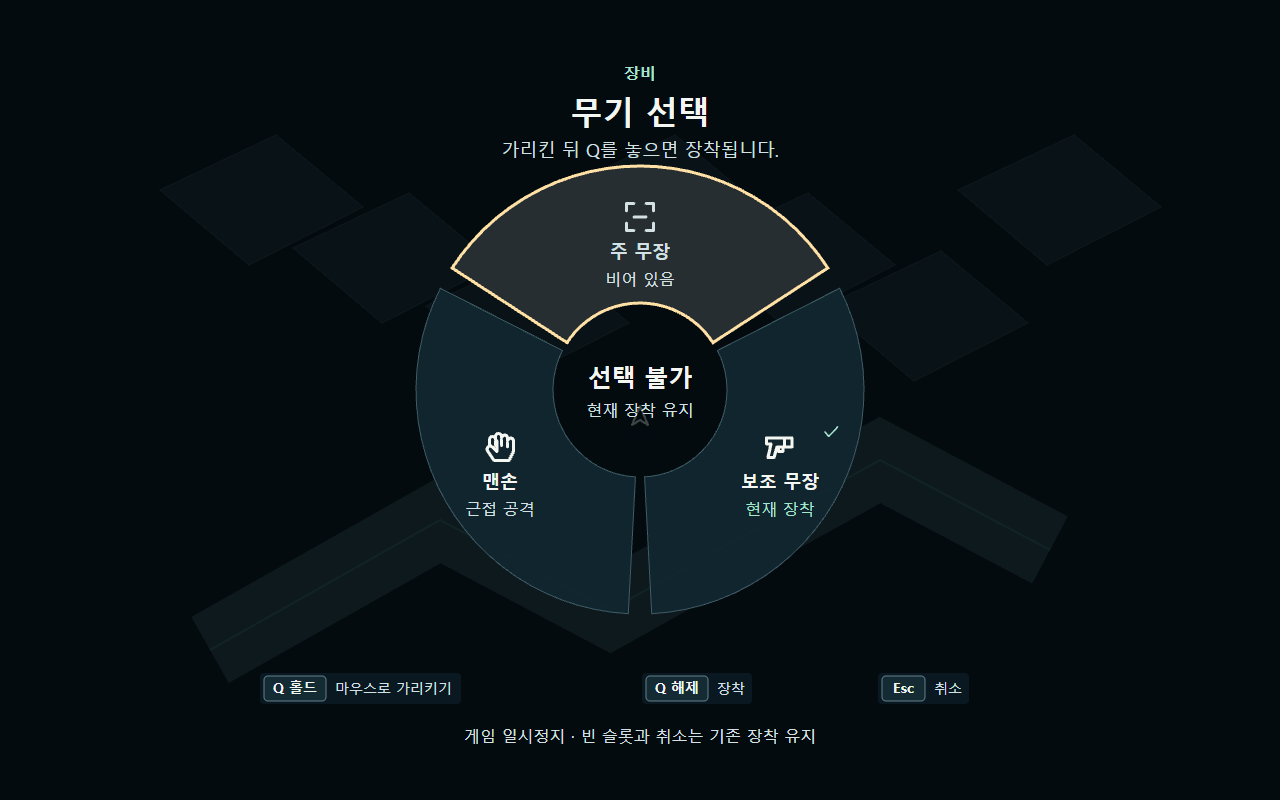 장비
무기 선택
가리킨 뒤 Q를 놓으면 장착됩니다.
주 무장
비어 있음
선택 불가
현재 장착 유지
맨손
근접 공격
보조 무장
현재 장착
Q 홀드 마우스로 가리키기
Q 해제 장착
Esc 취소
게임 일시정지 · 빈 슬롯과 취소는 기존 장착 유지